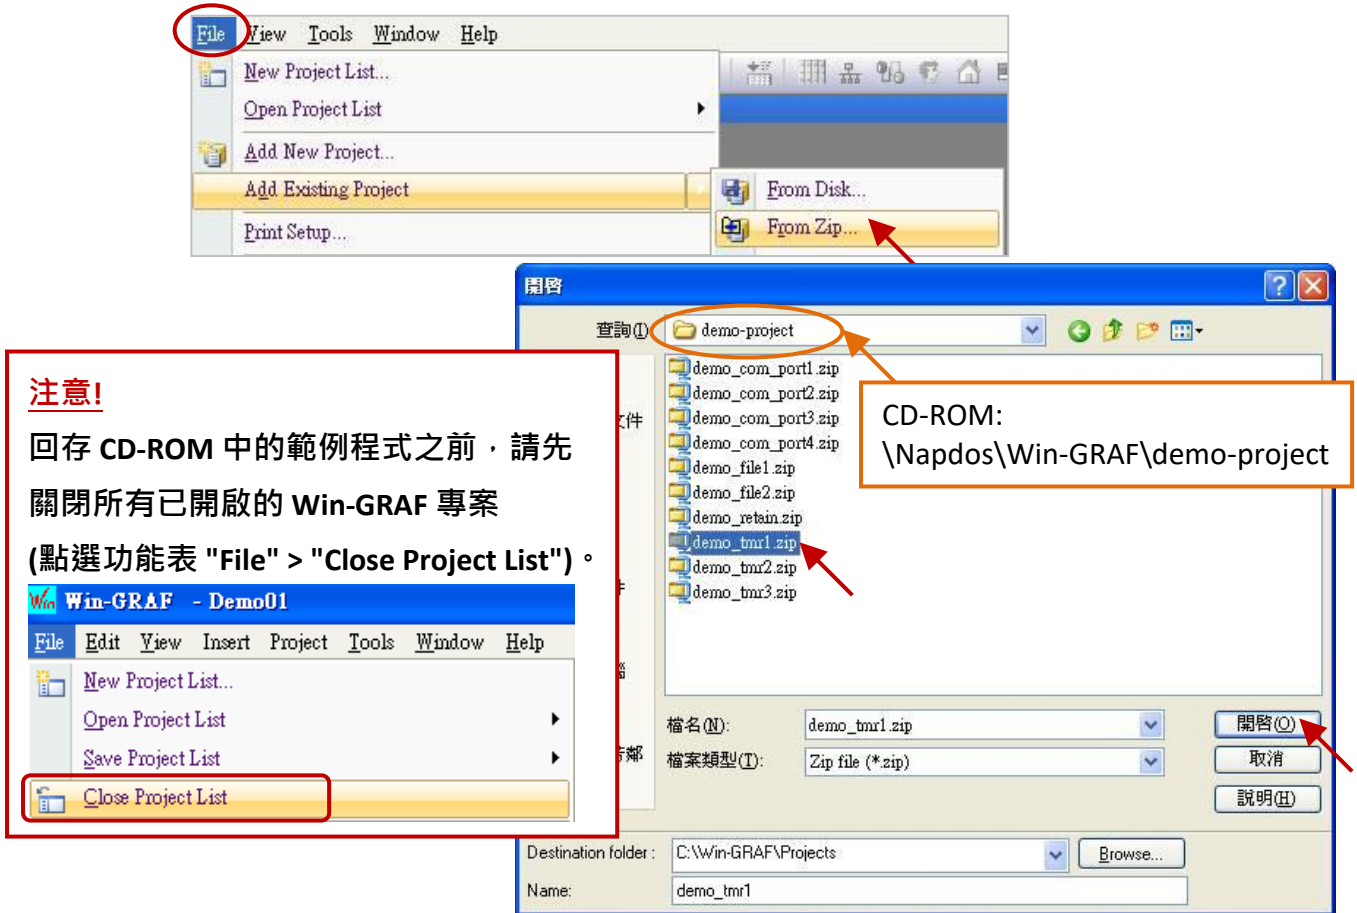 File View Tools Window Help
New Project List...
Open Project List
Add New Project...
Add Existing Project
Print Setup...
From Disk...
From Zip...
開啓
查詢(I):
demo-project
demo_com_port1.zip
demo_com_port2.zip
demo_com_port3.zip
demo_com_port4.zip
demo_file1.zip
demo_file2.zip
demo_retain.zip
demo_tmr1.zip
demo_tmr2.zip
demo_tmr3.zip
CD-ROM:
\Napdos\Win-GRAF\demo-project
注意!
回存 CD-ROM 中的範例程式之前，請先
關閉所有已開啟的 Win-GRAF 專案
(點選功能表 "File" > "Close Project List")。
Win-GRAF - Demo01
File Edit View Insert Project Tools Window Help
New Project List...
Open Project List
Save Project List
Close Project List
檔名(N): demo_tmr1.zip 開啓(O)
檔案類型(T): Zip file (*.zip) 取消
說明(H)
Destination folder : C:\Win-GRAF\Projects Browse...
Name: demo_tmr1